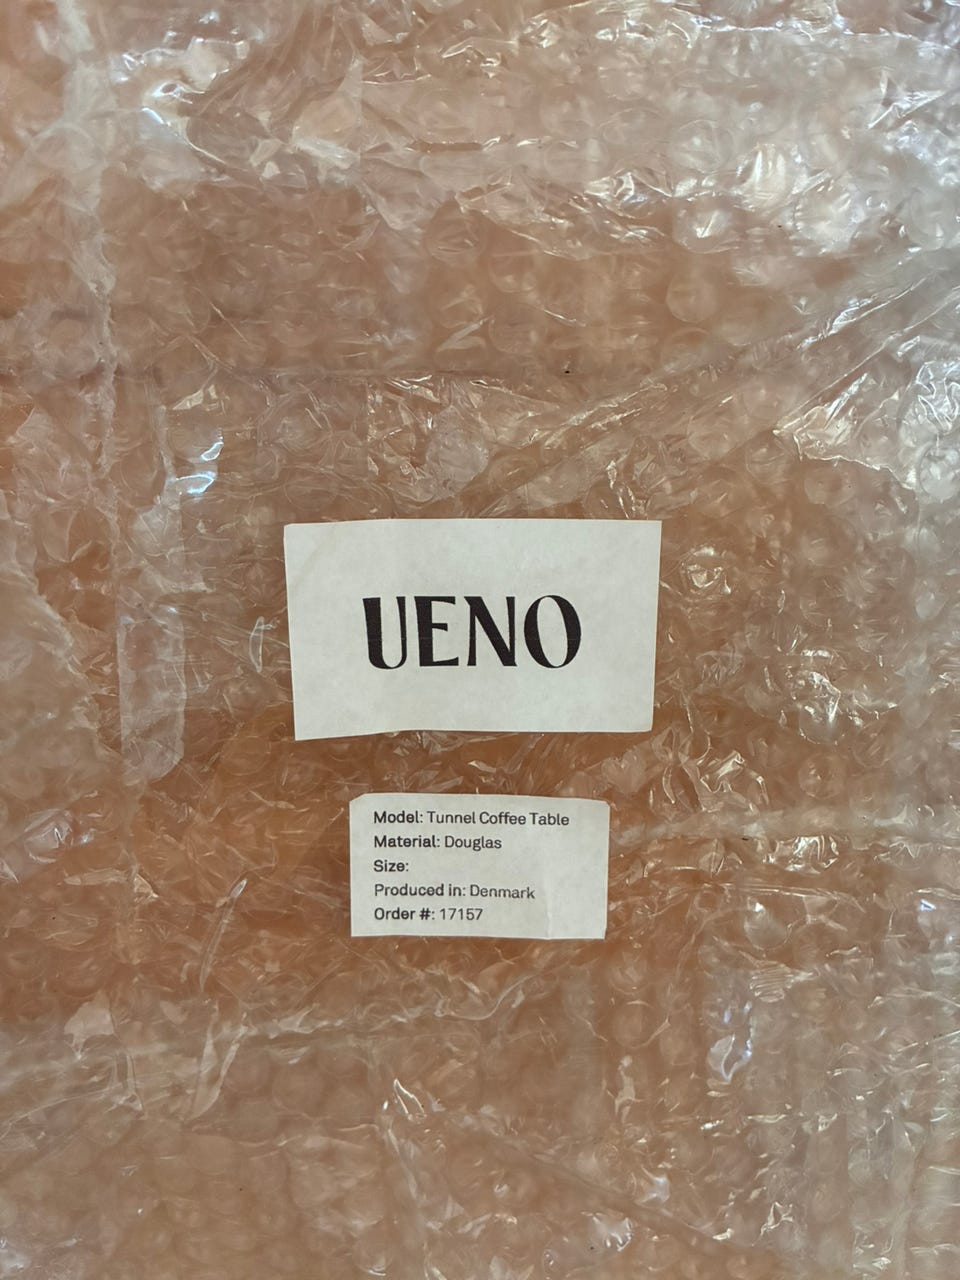 UENO
Model: Tunnel Coffee Table
Material: Douglas
Size:
Produced in: Denmark
Order #: 17157